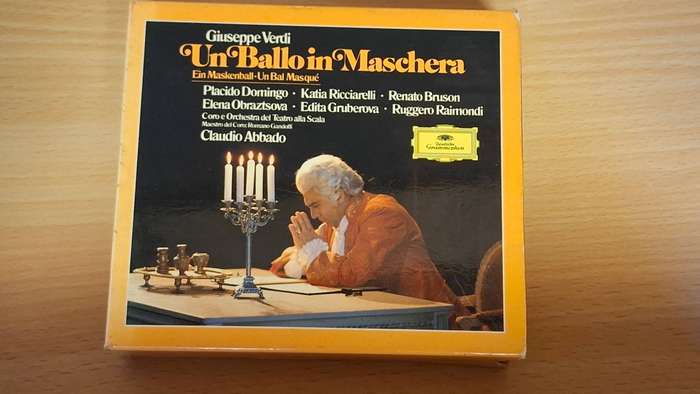 Giuseppe Verdi
Un Ballo in Maschera
Ein Maskenball·Un Bal Masqué
Placido Domingo · Katia Ricciarelli · Renato Bruson
Elena Obraztsova · Edita Gruberova · Ruggero Raimondi
Coro e Orchestra del Teatro alla Scala
Maestro del Coro: Romano Gandolfi
Claudio Abbado
Deutsche
Grammophon